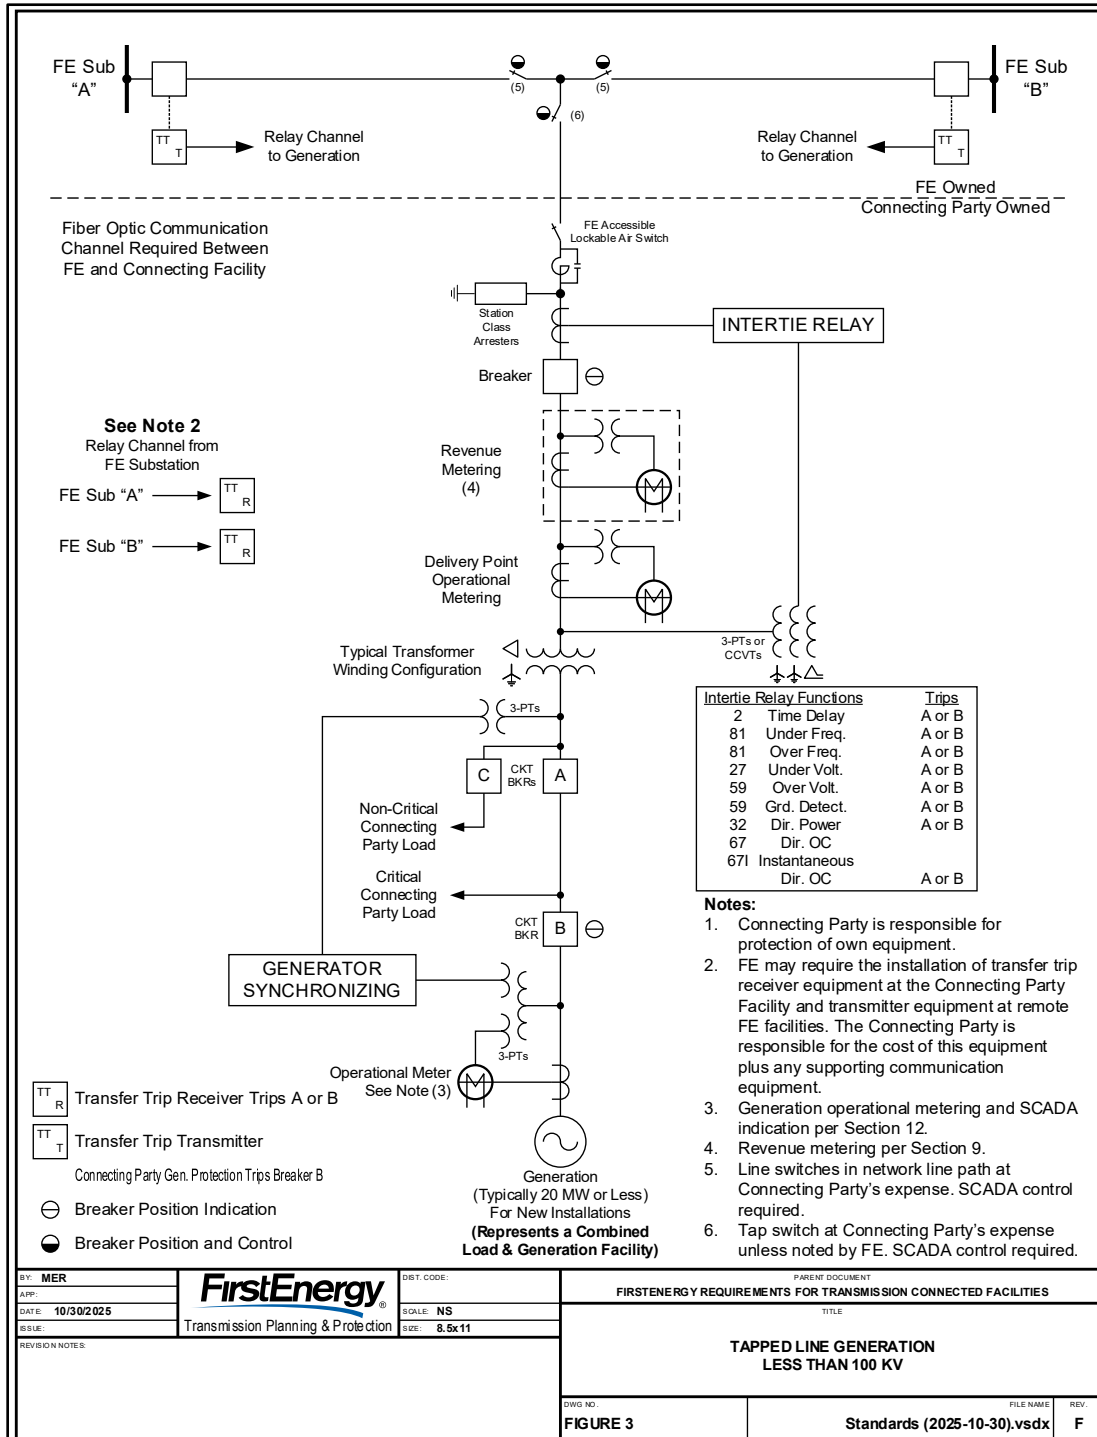 FE Sub
“A”
FE Sub
“B”
(5)
(5)
(6)
TT
T
Relay Channel
to Generation
Relay Channel
to Generation
TT
T
FE Owned
Connecting Party Owned
Fiber Optic Communication
Channel Required Between
FE and Connecting Facility
FE Accessible
Lockable Air Switch
Station
Class
Arresters
INTERTIE RELAY
Breaker
See Note 2
Relay Channel from
FE Substation
FE Sub “A”
TT
R
FE Sub “B”
TT
R
Revenue
Metering
(4)
Delivery Point
Operational
Metering
3-PTs or
CCVTs
Typical Transformer
Winding Configuration
3-PTs
C
CKT
BKRs
A
Non-Critical
Connecting
Party Load
Critical
Connecting
Party Load
CKT
BKR
B
GENERATOR
SYNCHRONIZING
3-PTs
Operational Meter
See Note (3)
Generation
(Typically 20 MW or Less)
For New Installations
(Represents a Combined
Load & Generation Facility)
Intertie Relay Functions Trips
2 Time Delay A or B
81 Under Freq. A or B
81 Over Freq. A or B
27 Under Volt. A or B
59 Over Volt. A or B
59 Grd. Detect. A or B
32 Dir. Power A or B
67 Dir. OC
67I Instantaneous
Dir. OC A or B
Notes:
1. Connecting Party is responsible for
protection of own equipment.
2. FE may require the installation of transfer trip
receiver equipment at the Connecting Party
Facility and transmitter equipment at remote
FE facilities. The Connecting Party is
responsible for the cost of this equipment
plus any supporting communication
equipment.
3. Generation operational metering and SCADA
indication per Section 12.
4. Revenue metering per Section 9.
5. Line switches in network line path at
Connecting Party’s expense. SCADA control
required.
6. Tap switch at Connecting Party’s expense
unless noted by FE. SCADA control required.
TT
R
Transfer Trip Receiver Trips A or B
TT
T
Transfer Trip Transmitter
Connecting Party Gen. Protection Trips Breaker B
Breaker Position Indication
Breaker Position and Control
BY: MER
APP:
DATE: 10/30/2025
ISSUE:
REVISION NOTES:
FirstEnergy®
Transmission Planning & Protection
DIST. CODE:
SCALE: NS
SIZE: 8.5x11
PARENT DOCUMENT
FIRSTENERGY REQUIREMENTS FOR TRANSMISSION CONNECTED FACILITIES
TITLE
TAPPED LINE GENERATION
LESS THAN 100 KV
DWG NO.
FIGURE 3
FILE NAME
Standards (2025-10-30).vsdx
REV.
F